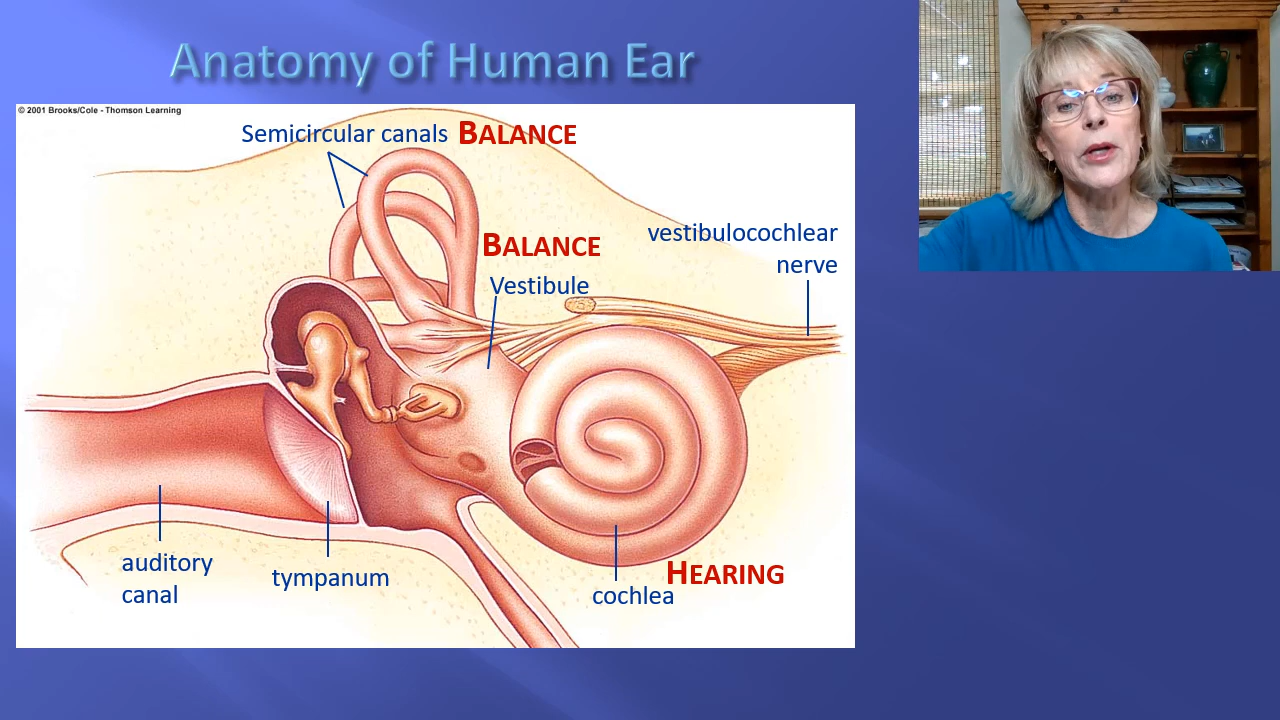 Anatomy of Human Ear
© 2001 Brooks/Cole - Thomson Learning
Semicircular canals BALANCE
BALANCE
Vestibule
vestibulocochlear
nerve
auditory
canal
tympanum
HEARING
cochlea